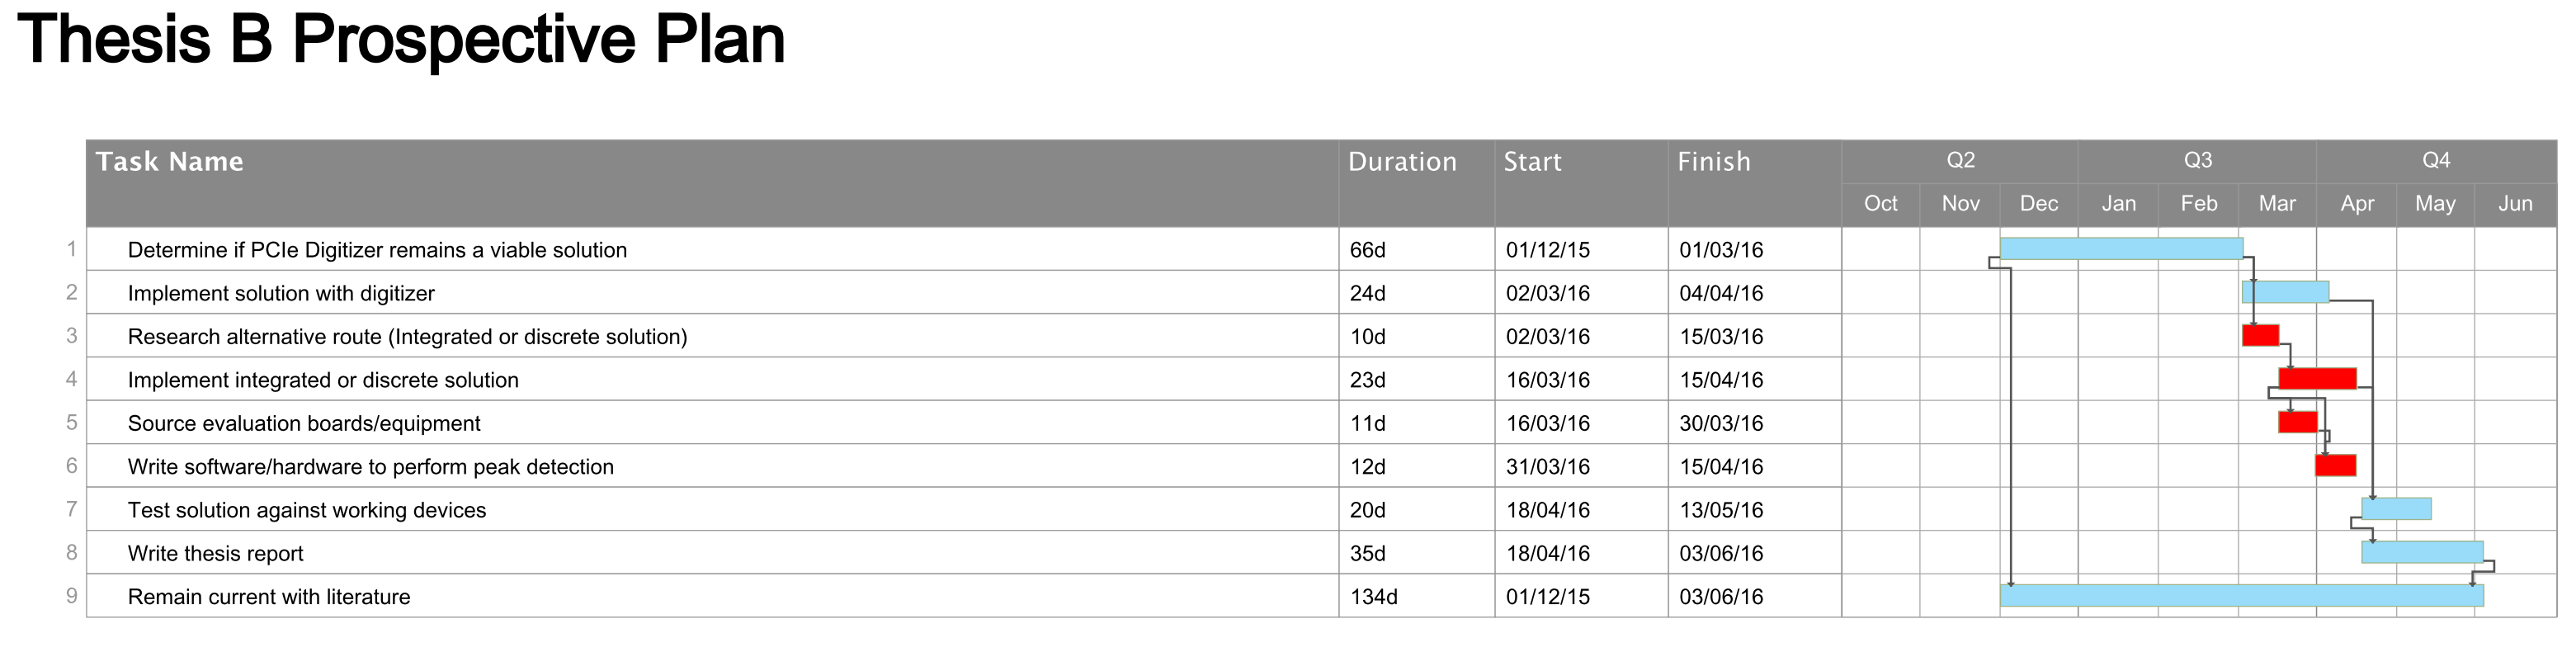 Thesis B Prospective Plan
Task Name Duration Start Finish Q2 Q3 Q4
Oct Nov Dec Jan Feb Mar Apr May Jun
1 Determine if PCIe Digitizer remains a viable solution 66d 01/12/15 01/03/16
2 Implement solution with digitizer 24d 02/03/16 04/04/16
3 Research alternative route (Integrated or discrete solution) 10d 02/03/16 15/03/16
4 Implement integrated or discrete solution 23d 16/03/16 15/04/16
5 Source evaluation boards/equipment 11d 16/03/16 30/03/16
6 Write software/hardware to perform peak detection 12d 31/03/16 15/04/16
7 Test solution against working devices 20d 18/04/16 13/05/16
8 Write thesis report 35d 18/04/16 03/06/16
9 Remain current with literature 134d 01/12/15 03/06/16